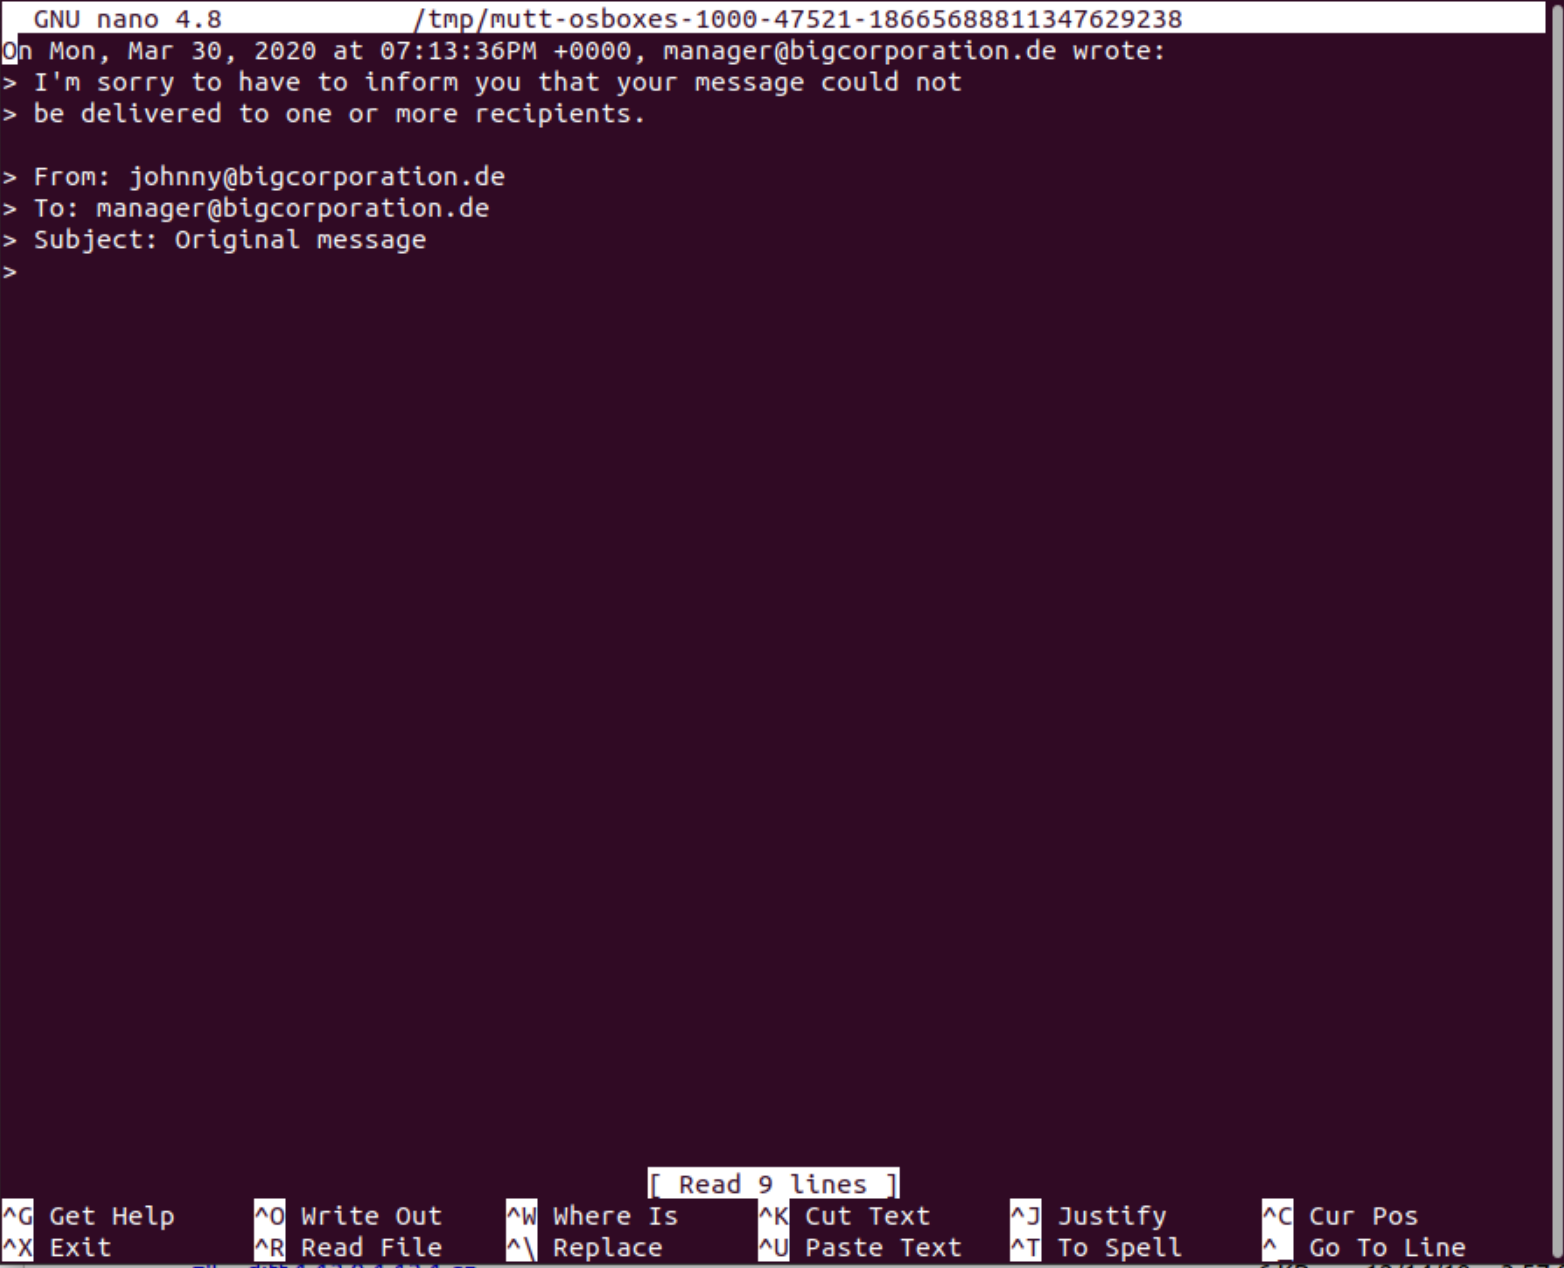 GNU nano 4.8 /tmp/mutt-osboxes-1000-47521-18665688811347629238
On Mon, Mar 30, 2020 at 07:13:36PM +0000, manager@bigcorporation.de wrote:
> I'm sorry to have to inform you that your message could not
> be delivered to one or more recipients.
> From: johnny@bigcorporation.de
> To: manager@bigcorporation.de
> Subject: Original message
>
[ Read 9 lines ]
^G Get Help ^O Write Out ^W Where Is ^K Cut Text ^J Justify ^C Cur Pos
^X Exit ^R Read File ^\ Replace ^U Paste Text ^T To Spell ^ Go To Line